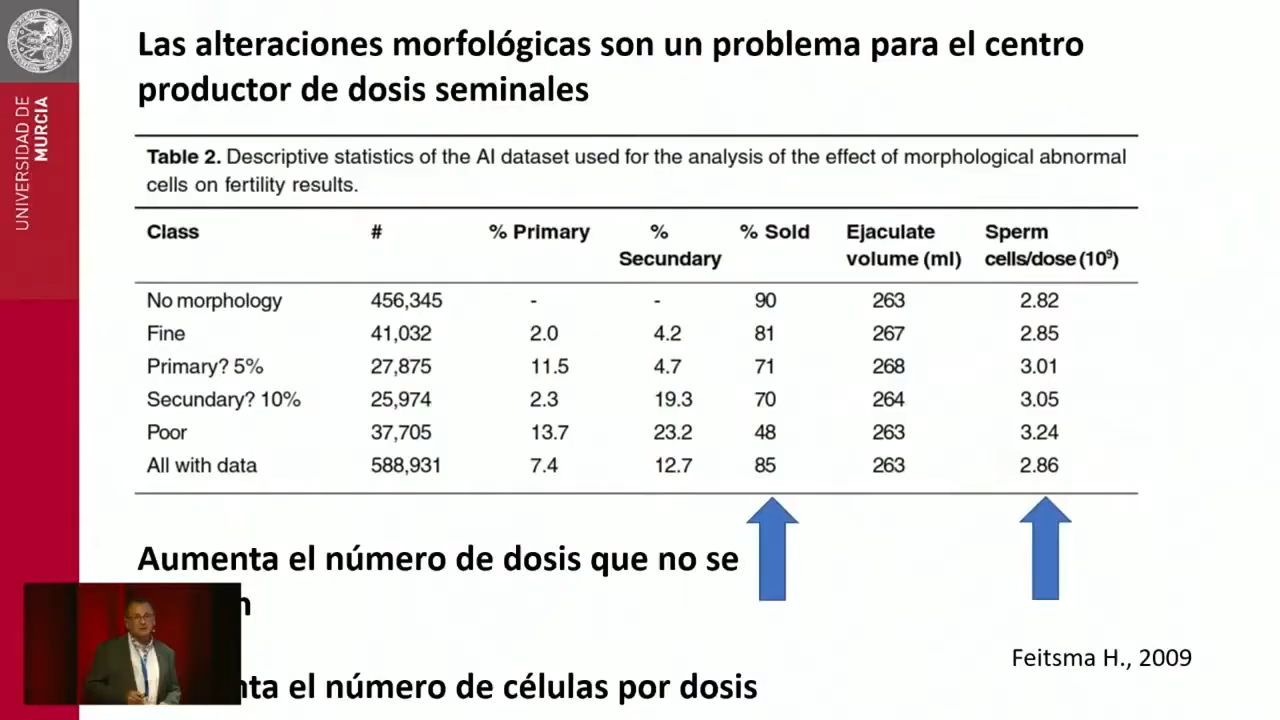 UNIVERSIDAD DE
MURCIA
Las alteraciones morfológicas son un problema para el centro
productor de dosis seminales
Table 2. Descriptive statistics of the AI dataset used for the analysis of the effect of morphological abnormal
cells on fertility results.
Class # % Primary % Secundary % Sold Ejaculate volume (ml) Sperm cells/dose (10⁹)
No morphology 456,345 - - 90 263 2.82
Fine 41,032 2.0 4.2 81 267 2.85
Primary? 5% 27,875 11.5 4.7 71 268 3.01
Secundary? 10% 25,974 2.3 19.3 70 264 3.05
Poor 37,705 13.7 23.2 48 263 3.24
All with data 588,931 7.4 12.7 85 263 2.86
Aumenta el número de dosis que no se
n
Feitsma H., 2009
nta el número de células por dosis